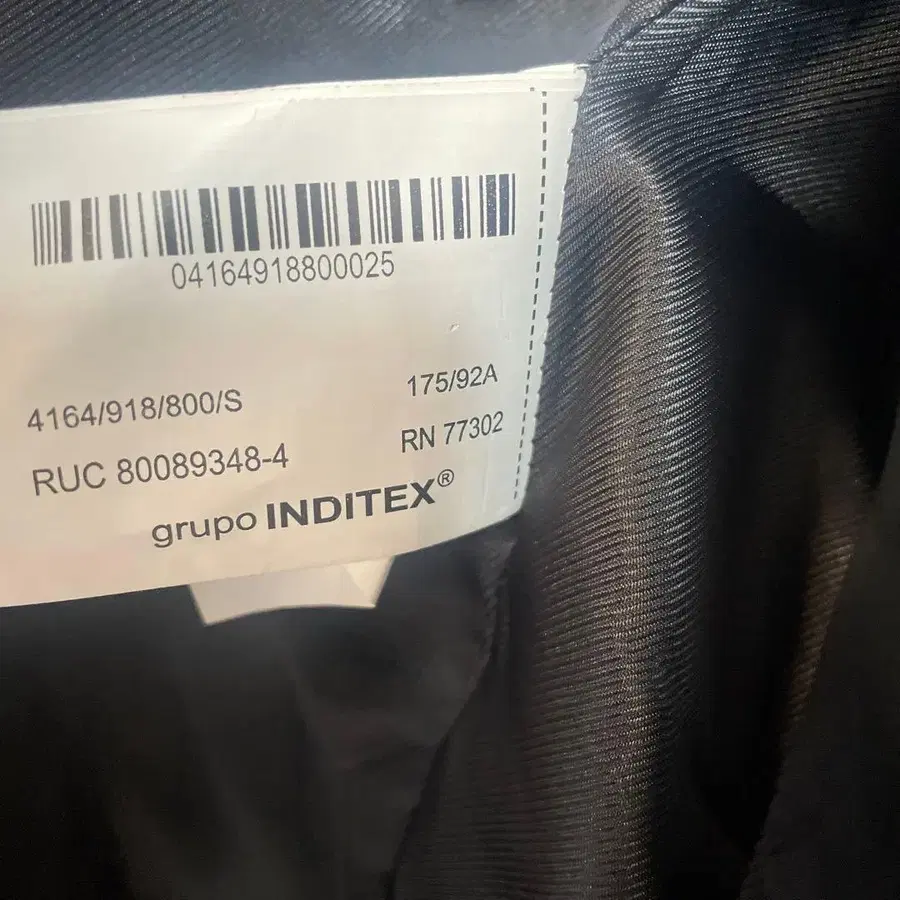 04164918800025
4164/918/800/S
175/92A
RUC 80089348-4
RN 77302
grupo INDITEX®